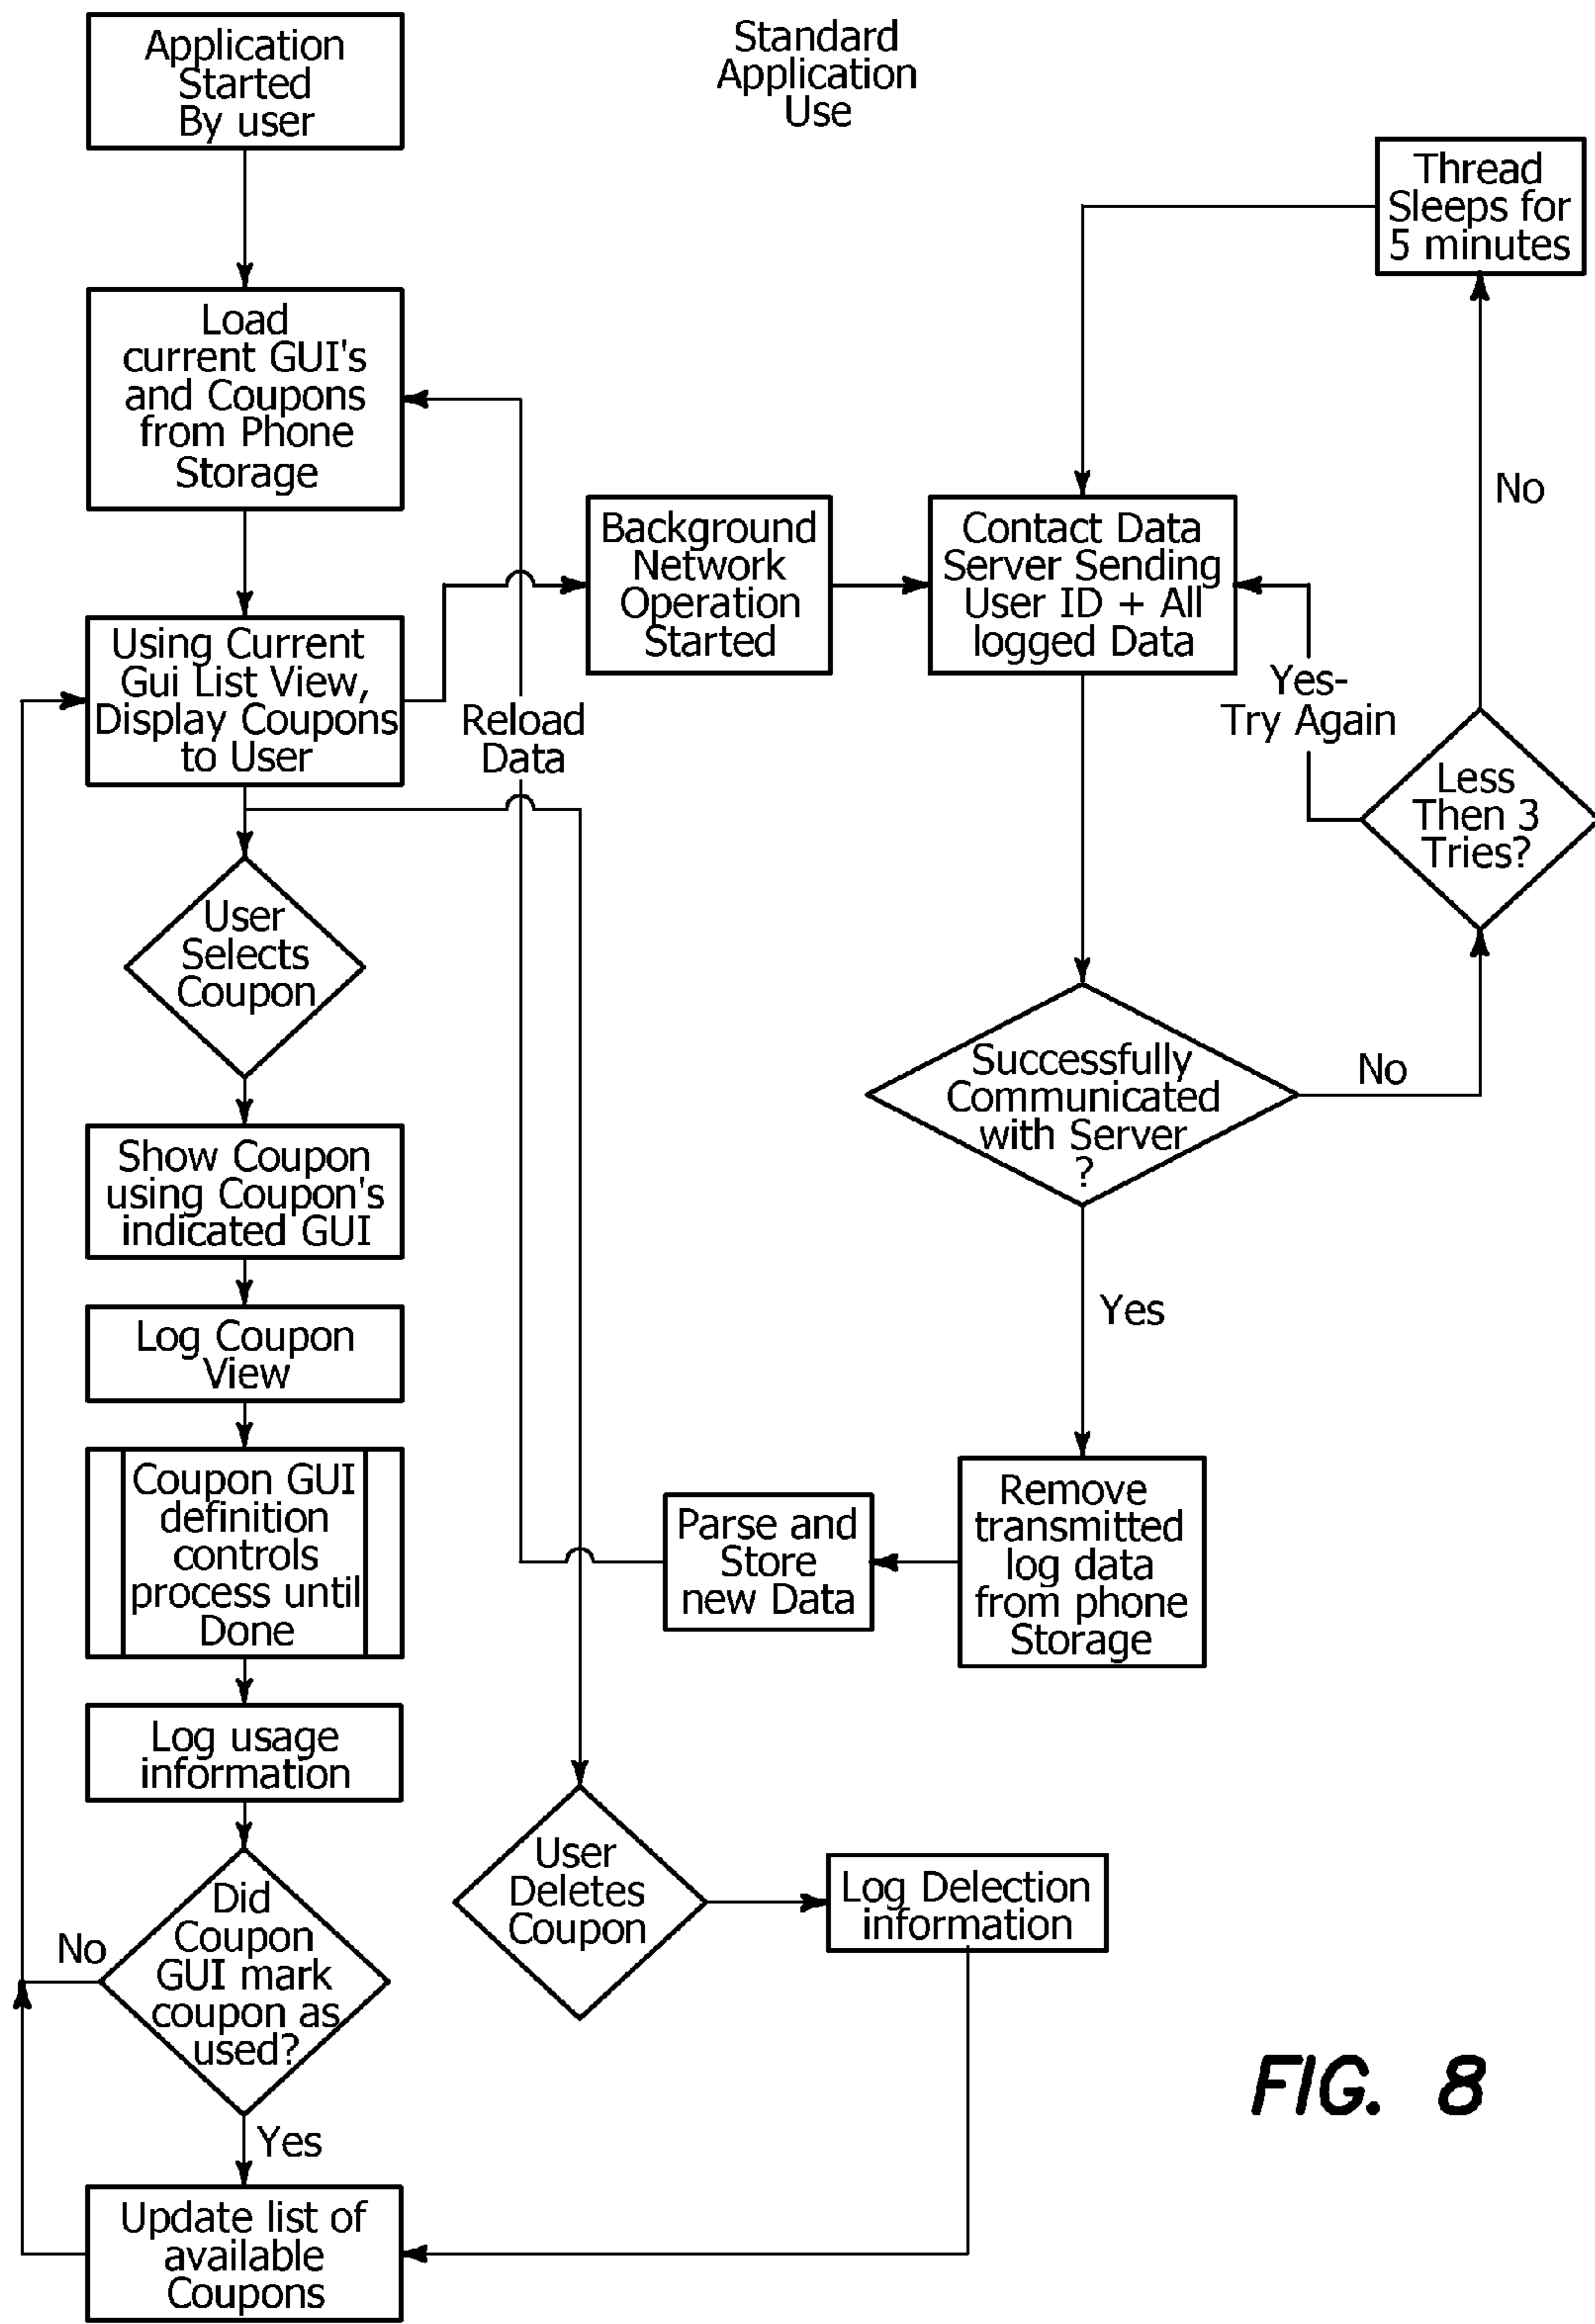 Application
Started
By user
Standard
Application
Use
Thread
Sleeps for
5 minutes
Load
current GUI's
and Coupons
from Phone
Storage
No
Background
Network
Operation
Started
Contact Data
Server Sending
User ID + All
logged Data
Using Current
Gui List View,
Display Coupons
to User
Reload
Data
Yes-
Try Again
Less
Then 3
Tries?
User
Selects
Coupon
Successfully
Communicated
with Server
?
No
Show Coupon
using Coupon's
indicated GUI
Yes
Log Coupon
View
Coupon GUI
definition
controls
process until
Done
Parse and
Store
new Data
Remove
transmitted
log data
from phone
Storage
Log usage
information
User
Deletes
Coupon
Log Delection
information
Did
Coupon
GUI mark
coupon as
used?
No
Yes
Update list of
available
Coupons
FIG. 8